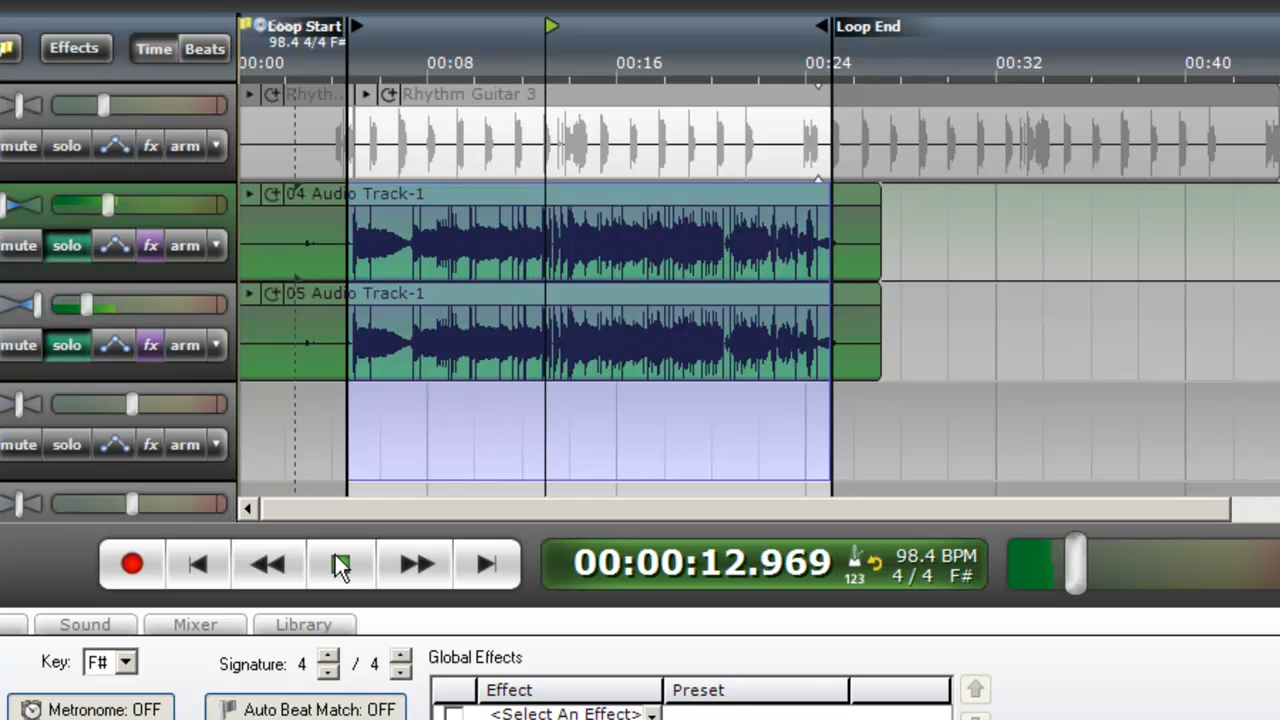 Loop Start
Loop End
98.4 4/4 F#
Effects
Time
Beats
00:00
00:08
00:16
00:24
00:32
00:40
Rhyth...
Rhythm Guitar 3
mute solo fx arm
04 Audio Track-1
mute solo fx arm
05 Audio Track-1
mute solo fx arm
mute solo fx arm
00:00:12.969
123
98.4 BPM
4 / 4 F#
Sound
Mixer
Library
Key: F#
Signature: 4 / 4
Global Effects
Effect
Preset
Metronome: OFF
Auto Beat Match: OFF
<Select An Effect>